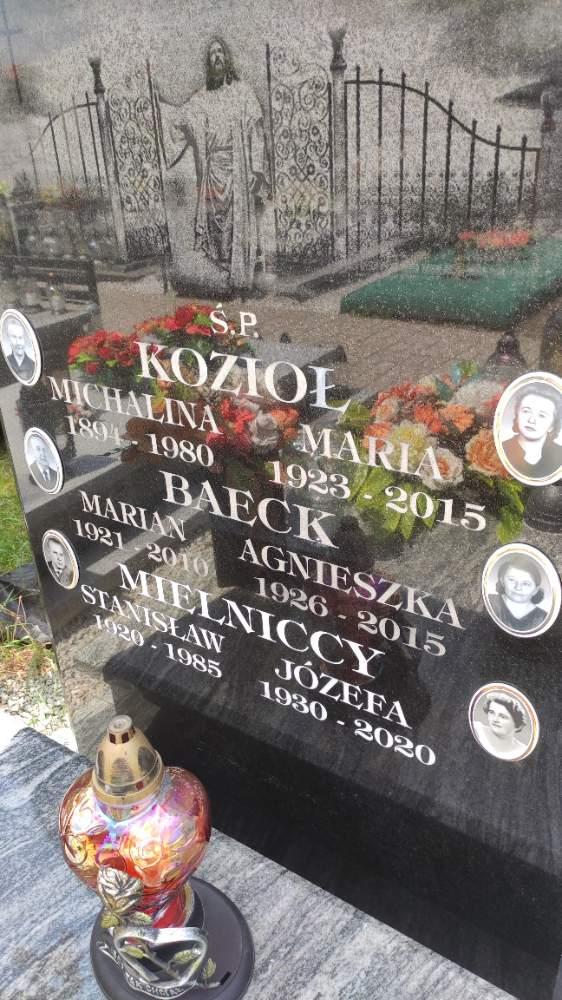 Ś.P.
KOZIOŁ
MICHALINA MARIA
1894 - 1980 1923 - 2015
BAECK
MARIAN AGNIESZKA
1921 - 2010 1926 - 2015
MIELNICCY
STANISŁAW JÓZEFA
1920 - 1985 1930 - 2020